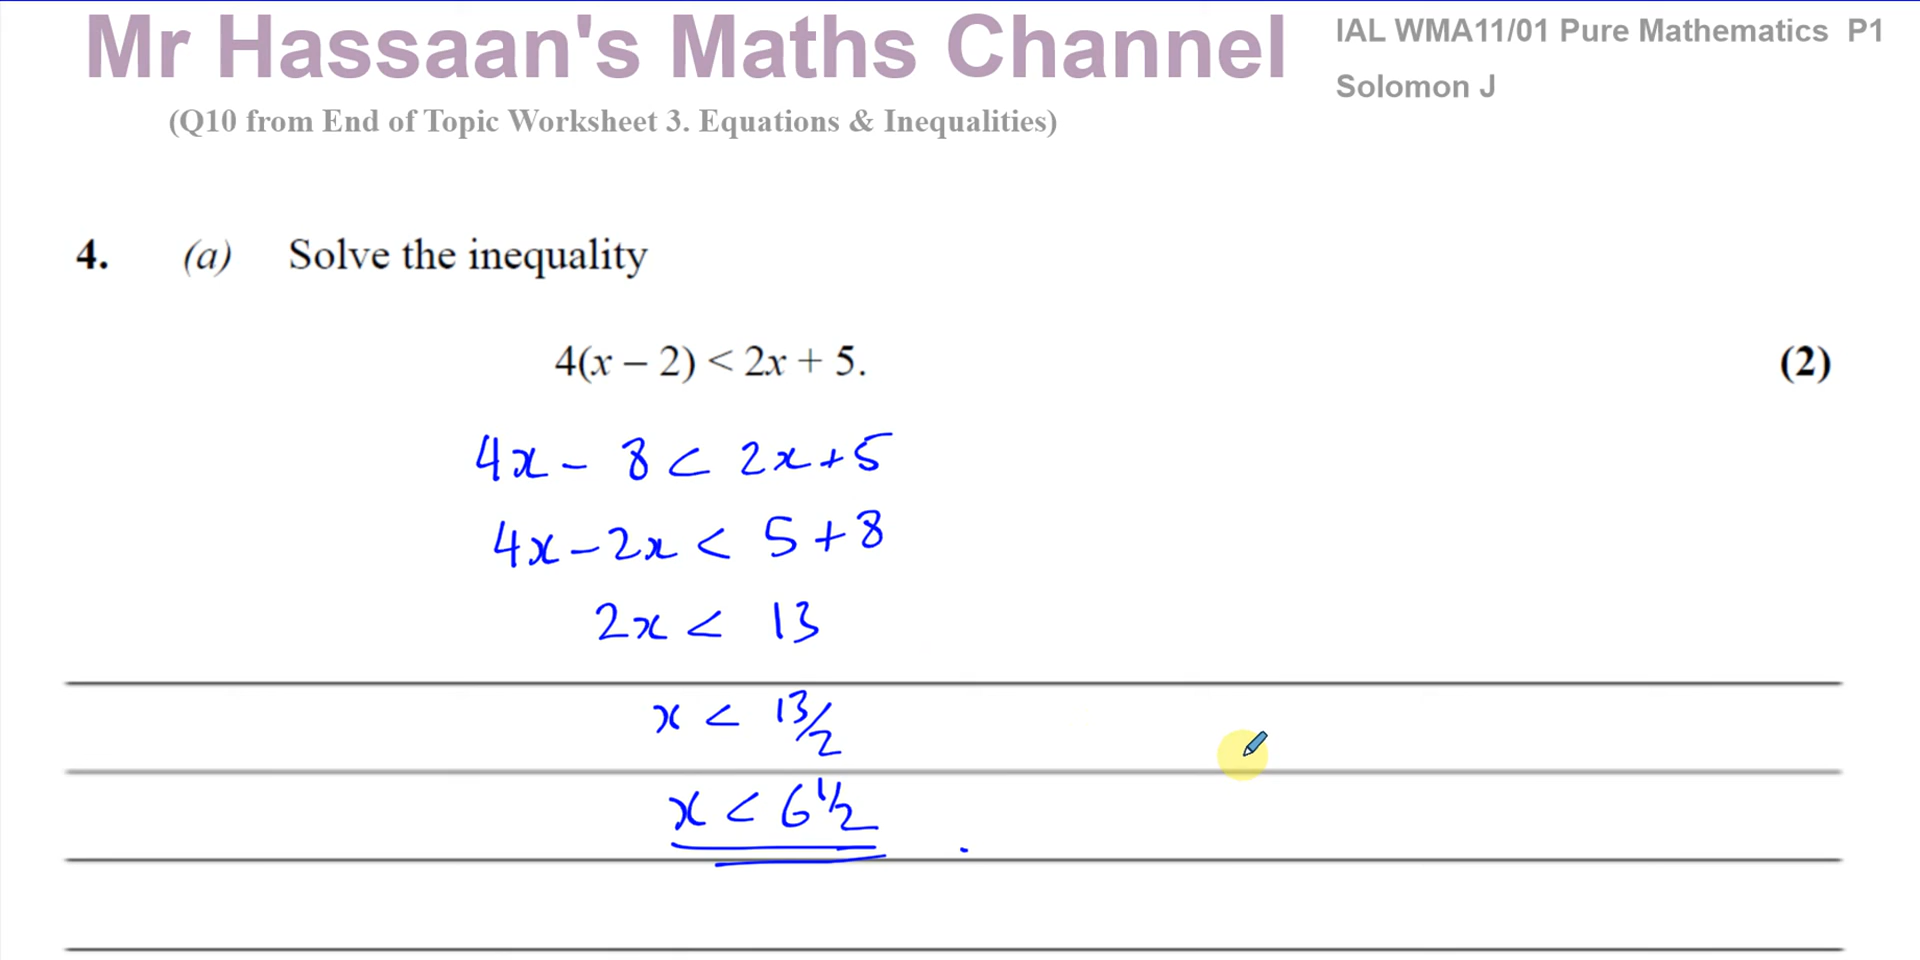 Mr Hassaan's Maths Channel
IAL WMA11/01 Pure Mathematics P1
Solomon J
(Q10 from End of Topic Worksheet 3. Equations & Inequalities)
4. (a) Solve the inequality
4(x – 2) < 2x + 5. (2)
4x - 8 < 2x + 5
4x - 2x < 5 + 8
2x < 13
x < 13/2
x < 6 1/2